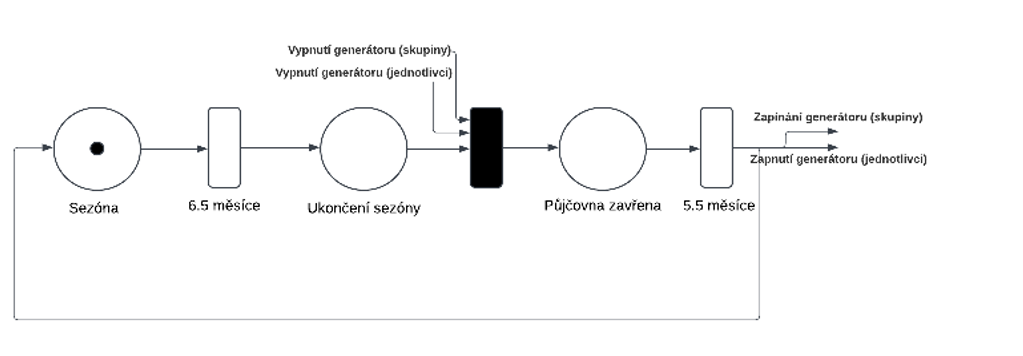 Vypnutí generátoru (skupiny)
Vypnutí generátoru (jednotlivci)
Zapínání generátoru (skupiny)
Zapnutí generátoru (jednotlivci)
Sezóna
6.5 měsíce
Ukončení sezóny
Půjčovna zavřena
5.5 měsíce